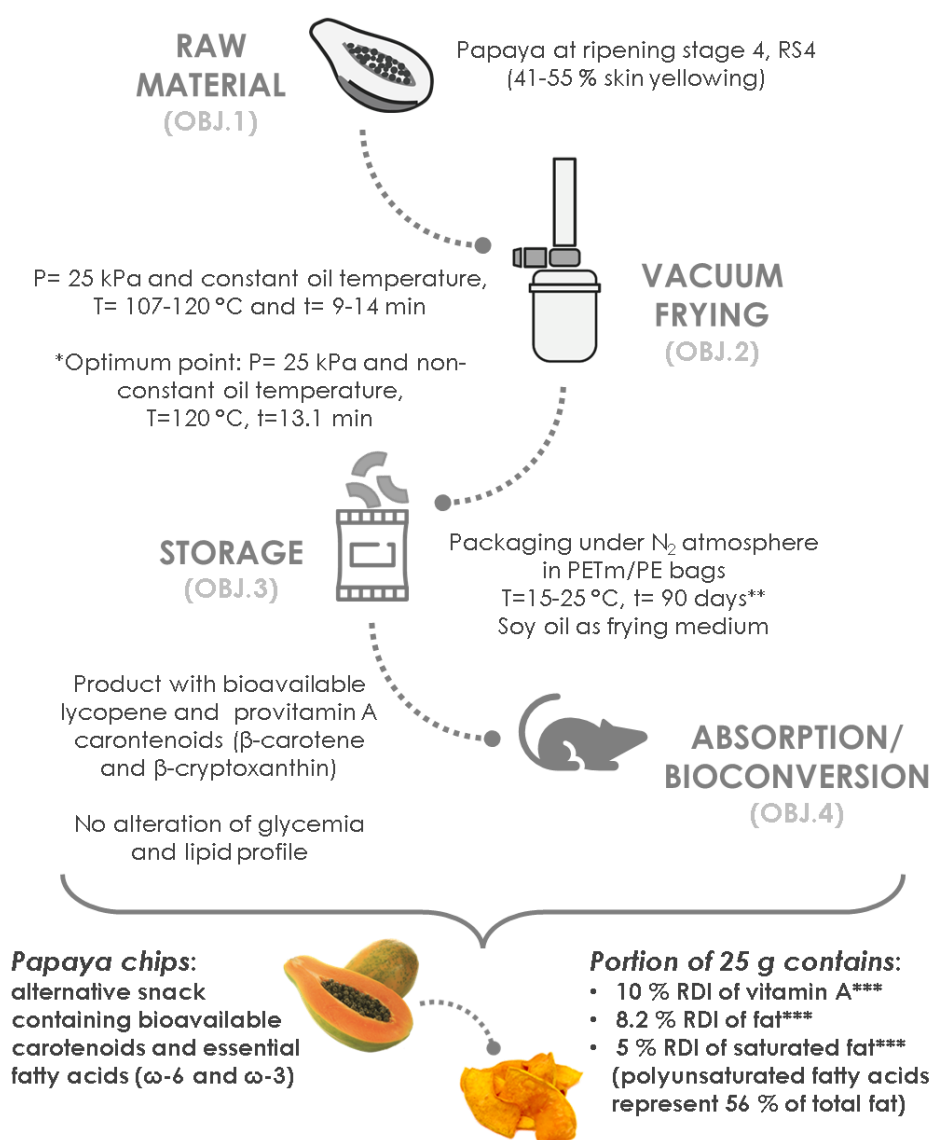 RAW
MATERIAL
(OBJ.1)
Papaya at ripening stage 4, RS4
(41-55 % skin yellowing)
P= 25 kPa and constant oil temperature,
T= 107-120 °C and t= 9-14 min
*Optimum point: P= 25 kPa and non-
constant oil temperature,
T=120 °C, t=13.1 min
VACUUM
FRYING
(OBJ.2)
STORAGE
(OBJ.3)
Packaging under N₂ atmosphere
in PETm/PE bags
T=15-25 °C, t= 90 days**
Soy oil as frying medium
Product with bioavailable
lycopene and provitamin A
carontenoids (β-carotene
and β-cryptoxanthin)
No alteration of glycemia
and lipid profile
ABSORPTION/
BIOCONVERSION
(OBJ.4)
Papaya chips:
alternative snack
containing bioavailable
carotenoids and essential
fatty acids (ω-6 and ω-3)
Portion of 25 g contains:
• 10 % RDI of vitamin A***
• 8.2 % RDI of fat***
• 5 % RDI of saturated fat***
(polyunsaturated fatty acids
represent 56 % of total fat)